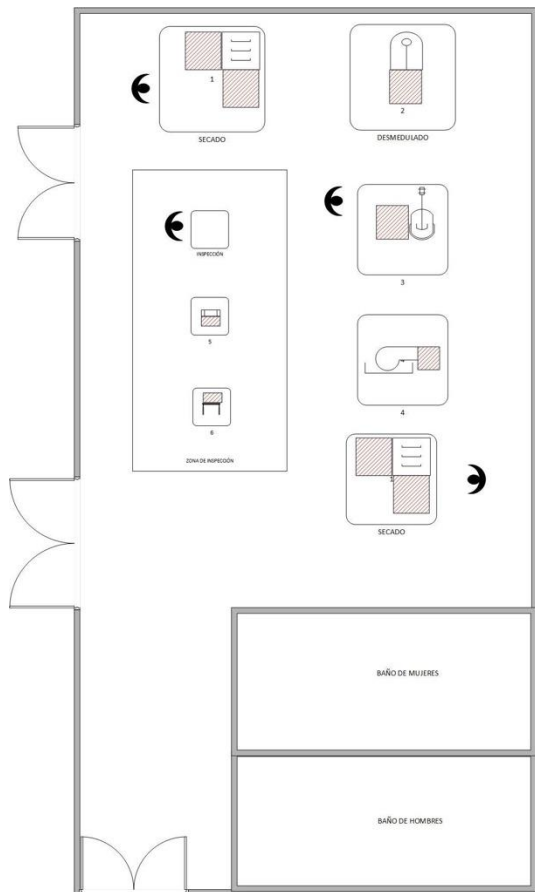 1
SECADO
2
DESMEDULADO
INSPECCIÓN
3
5
4
6
ZONA DE INSPECCIÓN
1
SECADO
BAÑO DE MUJERES
BAÑO DE HOMBRES